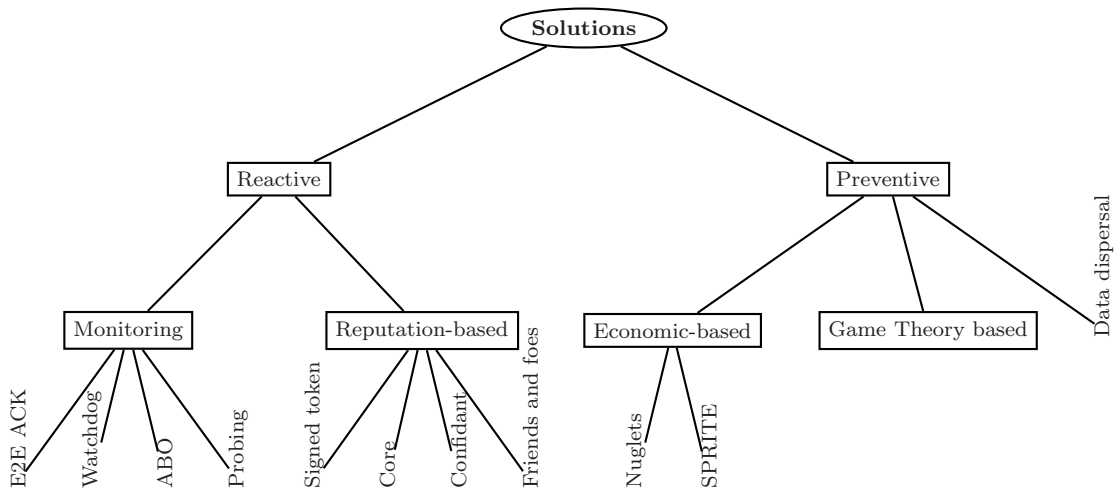 Solutions
Reactive
Preventive
Monitoring
Reputation-based
Economic-based
Game Theory based
Data dispersal
E2E ACK
Watchdog
ABO
Probing
Signed token
Core
Confidant
Friends and foes
Nuglets
SPRITE